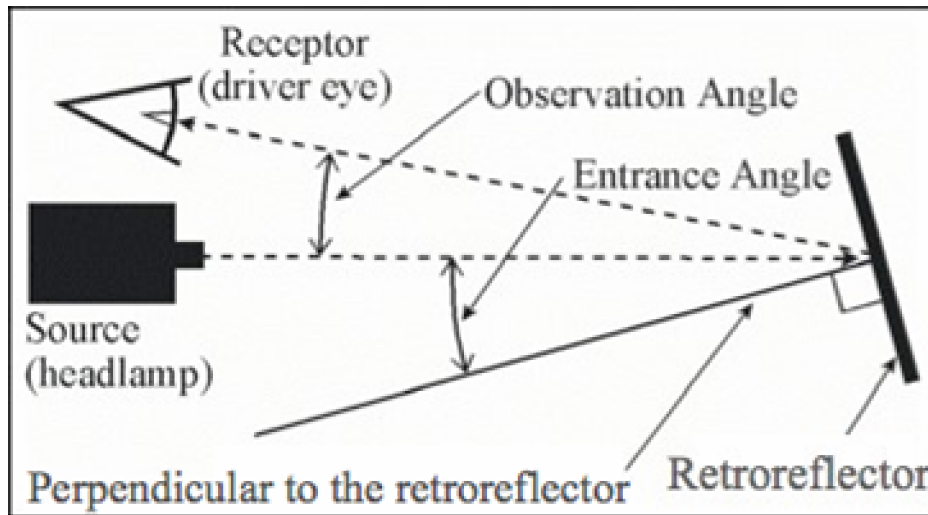 Receptor
(driver eye)
Observation Angle
Entrance Angle
Source
(headlamp)
Perpendicular to the retroreflector
Retroreflector